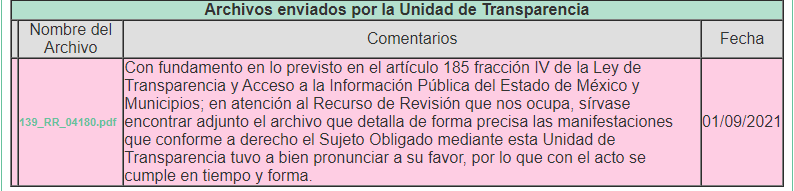 Archivos enviados por la Unidad de Transparencia
Nombre del
Archivo
Comentarios
Fecha
139_RR_04180.pdf
Con fundamento en lo previsto en el artículo 185 fracción IV de la Ley de
Transparencia y Acceso a la Información Pública del Estado de México y
Municipios; en atención al Recurso de Revisión que nos ocupa, sírvase
encontrar adjunto el archivo que detalla de forma precisa las manifestaciones
que conforme a derecho el Sujeto Obligado mediante esta Unidad de
Transparencia tuvo a bien pronunciar a su favor, por lo que con el acto se
cumple en tiempo y forma.
01/09/2021